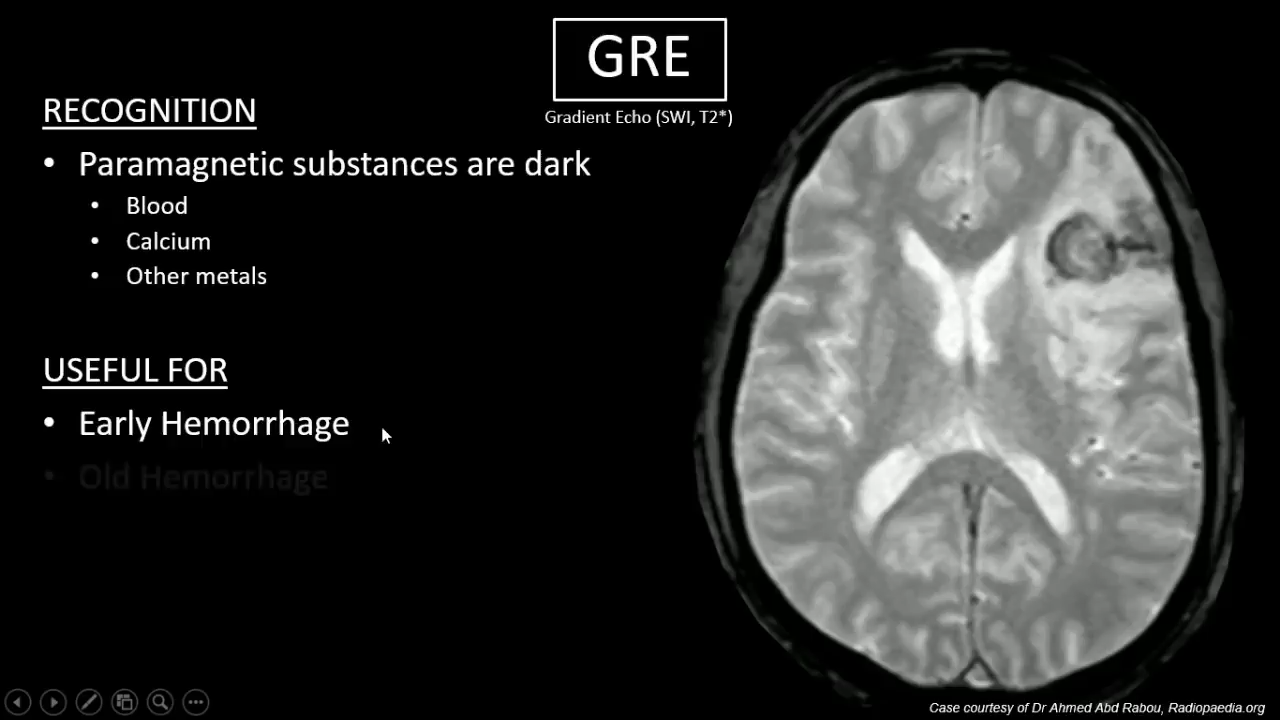 GRE
Gradient Echo (SWI, T2*)
RECOGNITION
• Paramagnetic substances are dark
• Blood
• Calcium
• Other metals
USEFUL FOR
• Early Hemorrhage
• Old Hemorrhage
Case courtesy of Dr Ahmed Abd Rabou, Radiopaedia.org